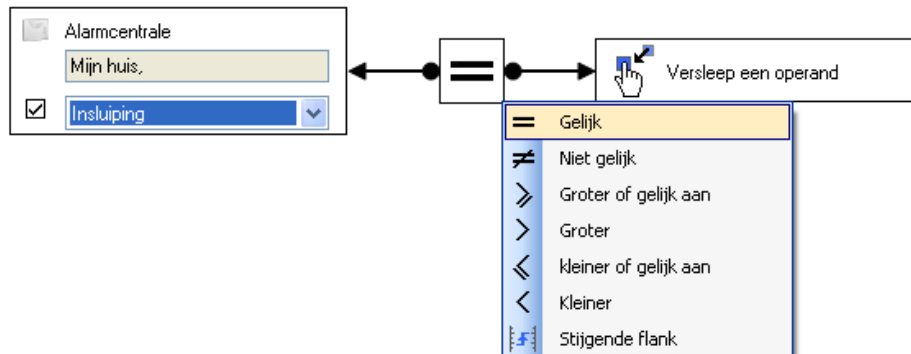 Alarmcentrale
Mijn huis,
Insluiping
Versleep een operand
Gelijk
Niet gelijk
Groter of gelijk aan
Groter
kleiner of gelijk aan
Kleiner
Stijgende flank